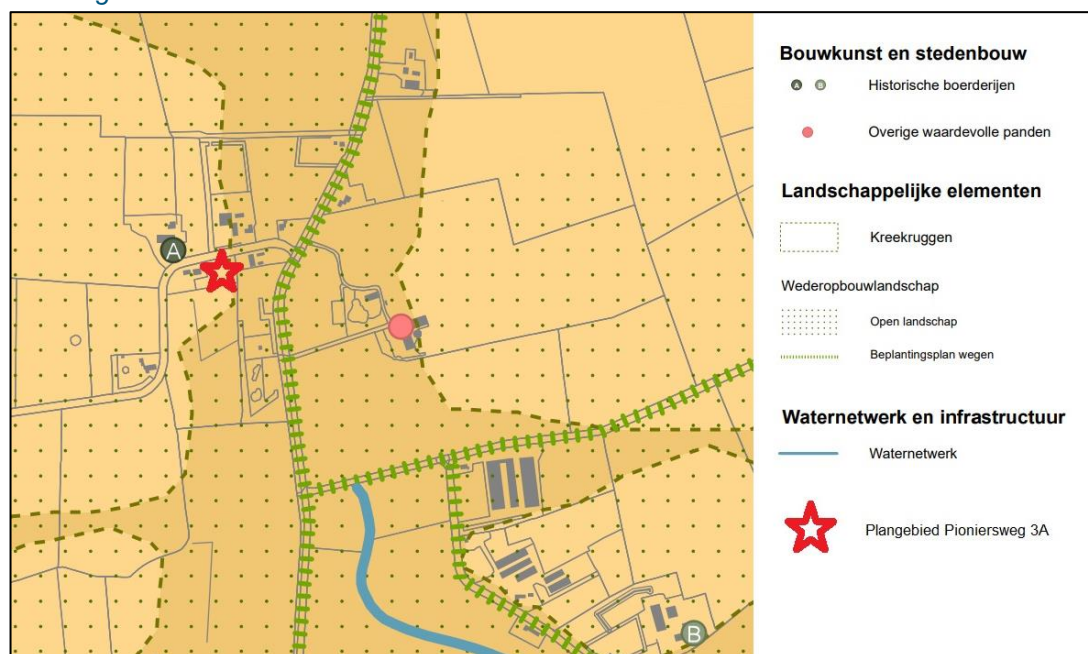 A
B
Bouwkunst en stedenbouw
A B Historische boerderijen
Overige waardevolle panden
Landschappelijke elementen
Kreekruggen
Wederopbouwlandschap
Open landschap
Beplantingsplan wegen
Waternetwerk en infrastructuur
Waternetwerk
Plangebied Pioniersweg 3A